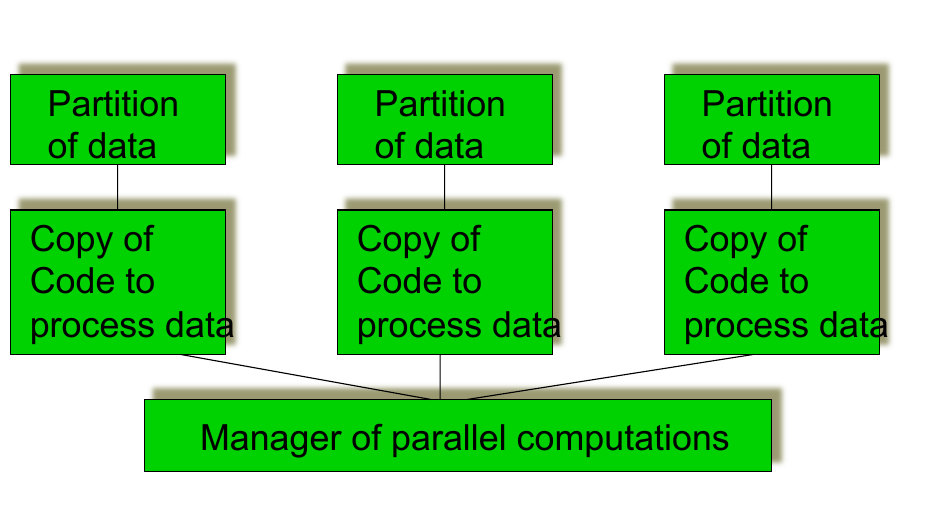 Partition
of data
Partition
of data
Partition
of data
Copy of
Code to
process data
Copy of
Code to
process data
Copy of
Code to
process data
Manager of parallel computations